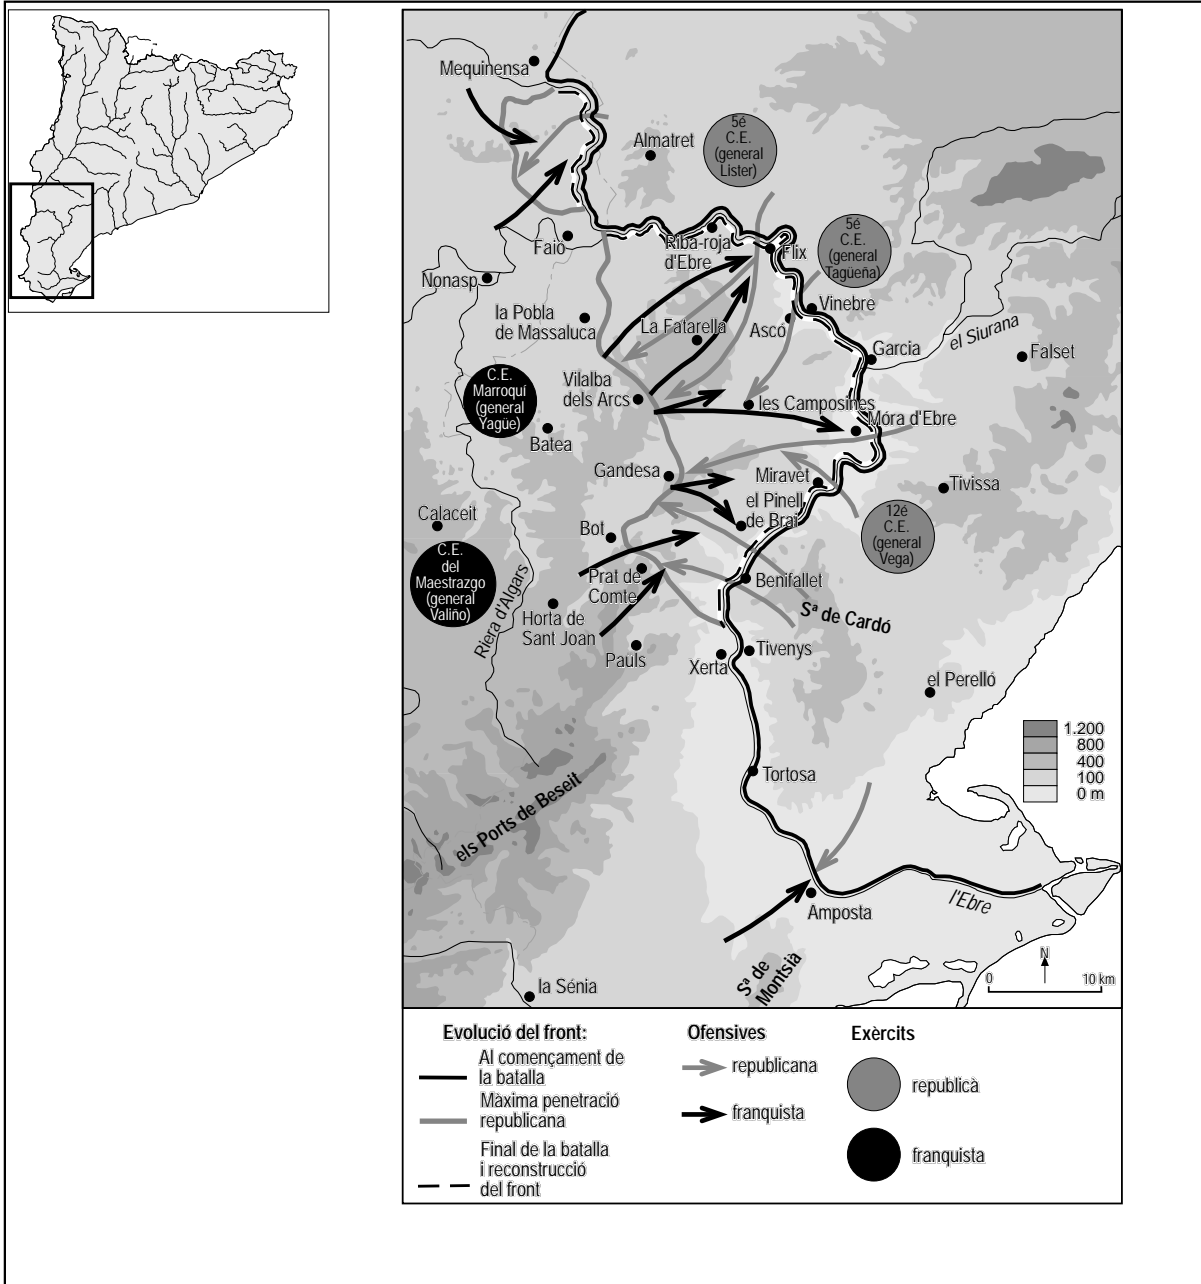 Mequinensa
Almatret
5é
C.E.
(general
Lister)
Faió
Riba-roja
d'Ebre
Flix
5é
C.E.
(general
Tagüeña)
Nonasp
la Pobla
de Massaluca
La Fatarella
Ascó
Vinebre
Garcia
el Siurana
Falset
C.E.
Marroquí
(general
Yagüe)
Vilalba
dels Arcs
les Camposines
Móra d'Ebre
Batea
Gandesa
Miravet
Tivissa
Calaceit
Bot
el Pinell
de Brai
12é
C.E.
(general
Vega)
C.E.
del
Maestrazgo
(general
Valiño)
Riera d'Algars
Prat de
Comte
Benifallet
Horta de
Sant Joan
Sª de Cardó
Pauls
Xerta
Tivenys
el Perelló
1.200
800
400
100
0 m
Tortosa
els Ports de Beseit
Amposta
l'Ebre
Sª de
Montsià
la Sénia
N
0
10 km
Evolució del front:
Al començament de
la batalla
Màxima penetració
republicana
Final de la batalla
i reconstrucció
del front
Ofensives
republicana
franquista
Exèrcits
republicà
franquista